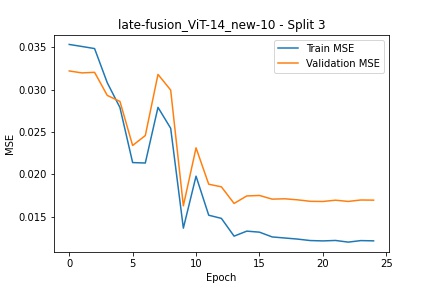 late-fusion_ViT-14_new-10 - Split 3
Train MSE
Validation MSE
MSE
0.035
0.030
0.025
0.020
0.015
0 5 10 15 20 25
Epoch